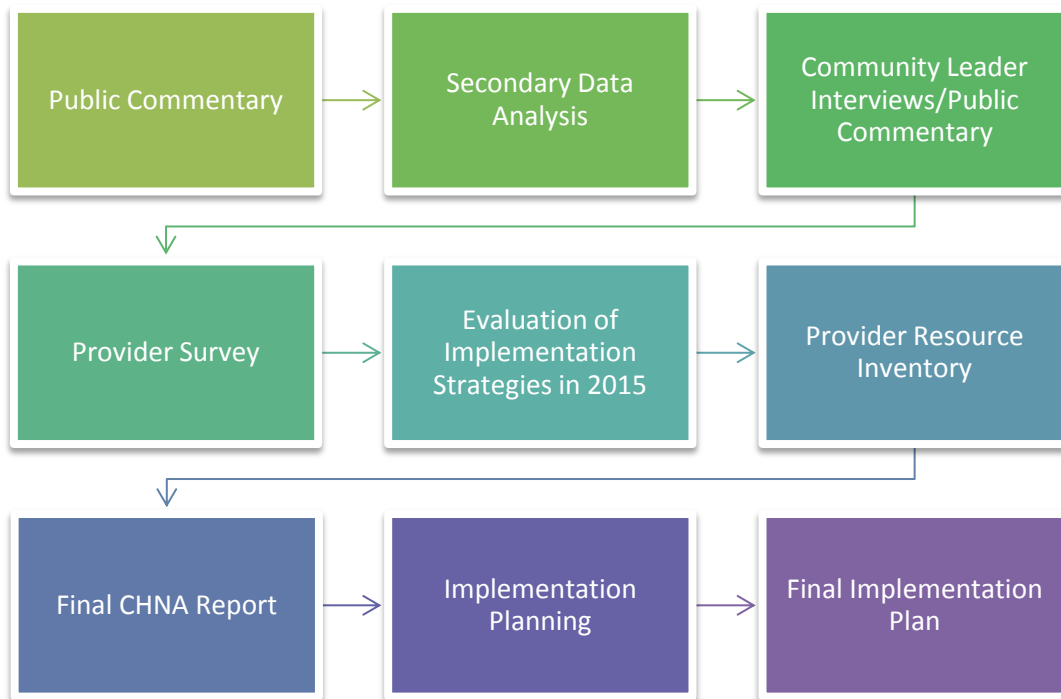 Public Commentary
Secondary Data
Analysis
Community Leader
Interviews/Public
Commentary
Provider Survey
Evaluation of
Implementation
Strategies in 2015
Provider Resource
Inventory
Final CHNA Report
Implementation
Planning
Final Implementation
Plan